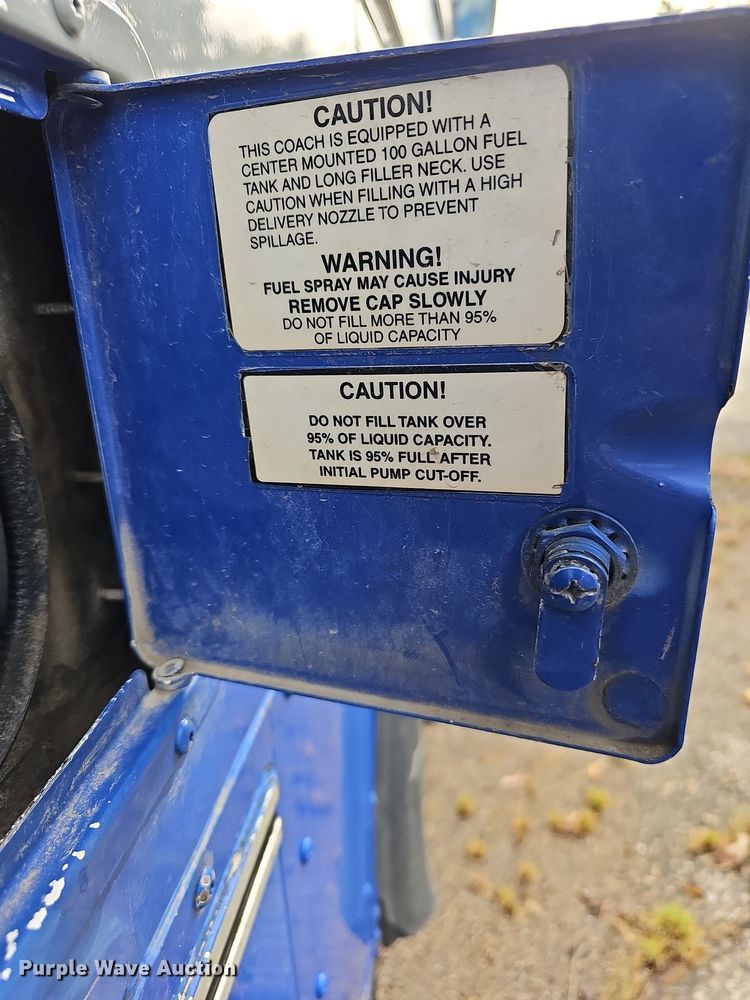 CAUTION!
THIS COACH IS EQUIPPED WITH A
CENTER MOUNTED 100 GALLON FUEL
TANK AND LONG FILLER NECK. USE
CAUTION WHEN FILLING WITH A HIGH
DELIVERY NOZZLE TO PREVENT
SPILLAGE.
WARNING!
FUEL SPRAY MAY CAUSE INJURY
REMOVE CAP SLOWLY
DO NOT FILL MORE THAN 95%
OF LIQUID CAPACITY
CAUTION!
DO NOT FILL TANK OVER
95% OF LIQUID CAPACITY.
TANK IS 95% FULL AFTER
INITIAL PUMP CUT-OFF.
Purple Wave Auction